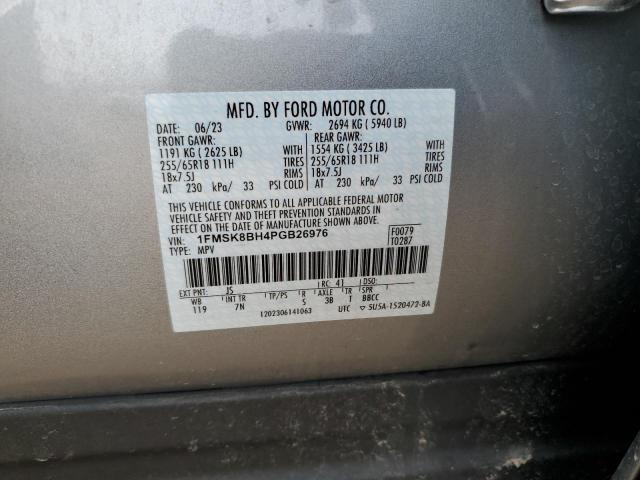 MFD. BY FORD MOTOR CO.
06/23 GVWR: 2694 KG ( 5940 LB)
FRONT GAWR: REAR GAWR:
1191 KG ( 2625 LB) WITH 1554 KG ( 3425 LB) WITH
255/65R18 111H TIRES 255/65R18 111H TIRES
18x7.5J RIMS 18x7.5J RIMS
AT 230 kPa/ 33 PSI COLD AT 230 kPa/ 33 PSI COLD
THIS VEHICLE CONFORMS TO ALL APPLICABLE FEDERAL MOTOR
VEHICLE SAFETY AND THEFT PREVENTION STANDARDS IN
EFFECT ON THE DATE OF MANUFACTURE SHOWN ABOVE.
VIN: 1FMSK8BH4PGB26976 F0079
TYPE: MPV T0287
EXT PNT: JS RC: 41 DSO:
WB INT TR TP/PS R AXLE TR SPR
119 7N S 3B T BBCC
1202306141063 UTC ▽ 5U5A-1520472-BA